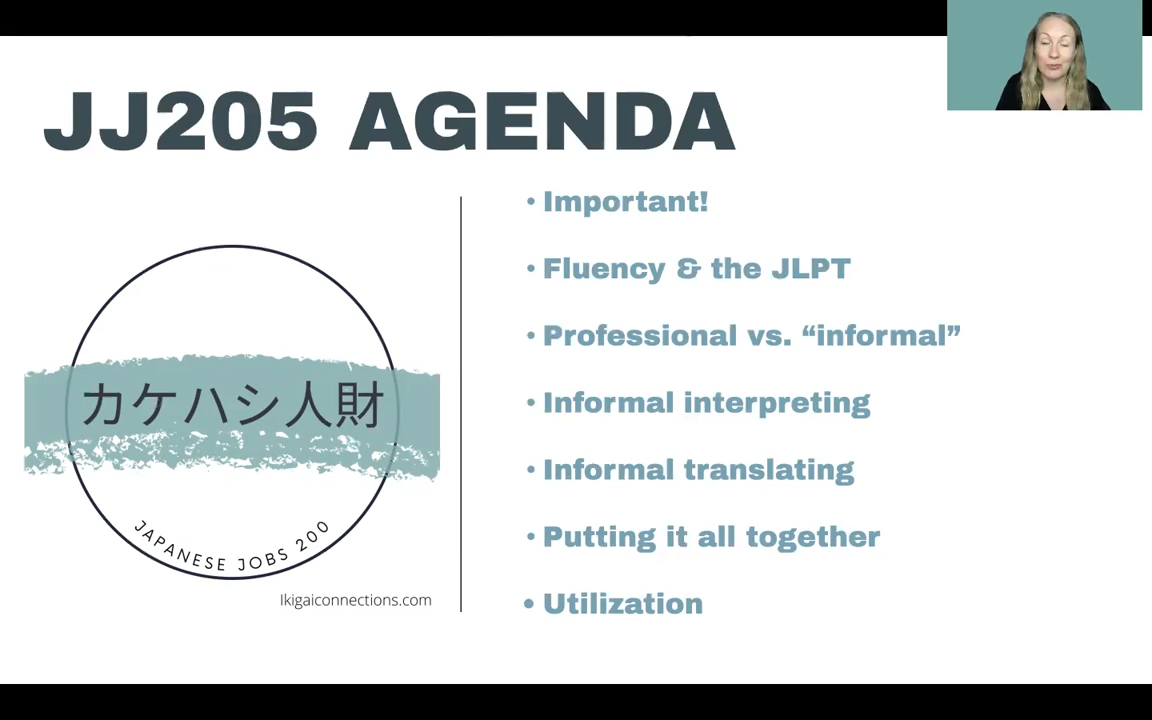 JJ205 AGENDA
カケハシ人財
JAPANESE JOBS 200
Ikigaiconnections.com
• Important!
• Fluency & the JLPT
• Professional vs. “informal”
• Informal interpreting
• Informal translating
• Putting it all together
• Utilization